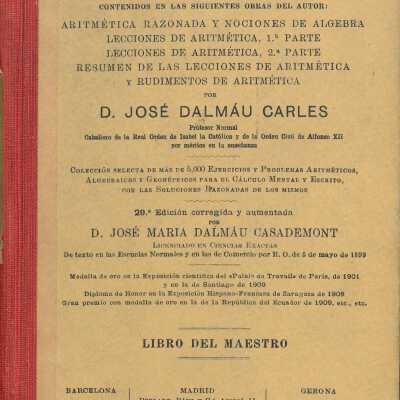 CONTENIDOS EN LAS SIGUIENTES OBRAS DEL AUTOR:
ARITMÉTICA RAZONADA Y NOCIONES DE ALGEBRA
LECCIONES DE ARITMÉTICA, 1.ª PARTE
LECCIONES DE ARITMÉTICA, 2.ª PARTE
RESUMEN DE LAS LECCIONES DE ARITMÉTICA
Y RUDIMENTOS DE ARITMÉTICA
POR
D. JOSÉ DALMÁU CARLES
Profesor Normal
Caballero de la Real Orden de Isabel la Católica y de la Orden Civil de Alfonso XII
por méritos en la enseñanza
COLECCIÓN SELECTA DE MÁS DE 5,000 EJERCICIOS Y PROBLEMAS ARITMÉTICOS,
ALGEBRAICOS Y GEOMÉTRICOS PARA EL CÁLCULO MENTAL Y ESCRITO,
CON LAS SOLUCIONES RAZONADAS DE LOS MISMOS
29.ª Edición corregida y aumentada
POR
D. JOSÉ MARIA DALMÁU CASADEMONT
LICENCIADO EN CIENCIAS EXACTAS
De texto en las Escuelas Normales y en las de Comercio por R. O. de 5 de mayo de 1899
Medalla de oro en la Exposición científica del «Palais du Travail» de París, de 1901
y en la de Santiago de 1909
Diploma de Honor en la Exposición Hispano-Francesa de Zaragoza de 1908
Gran premio con medalla de oro en la de la República del Ecuador de 1909, etc., etc.
LIBRO DEL MAESTRO
BARCELONA MADRID GERONA